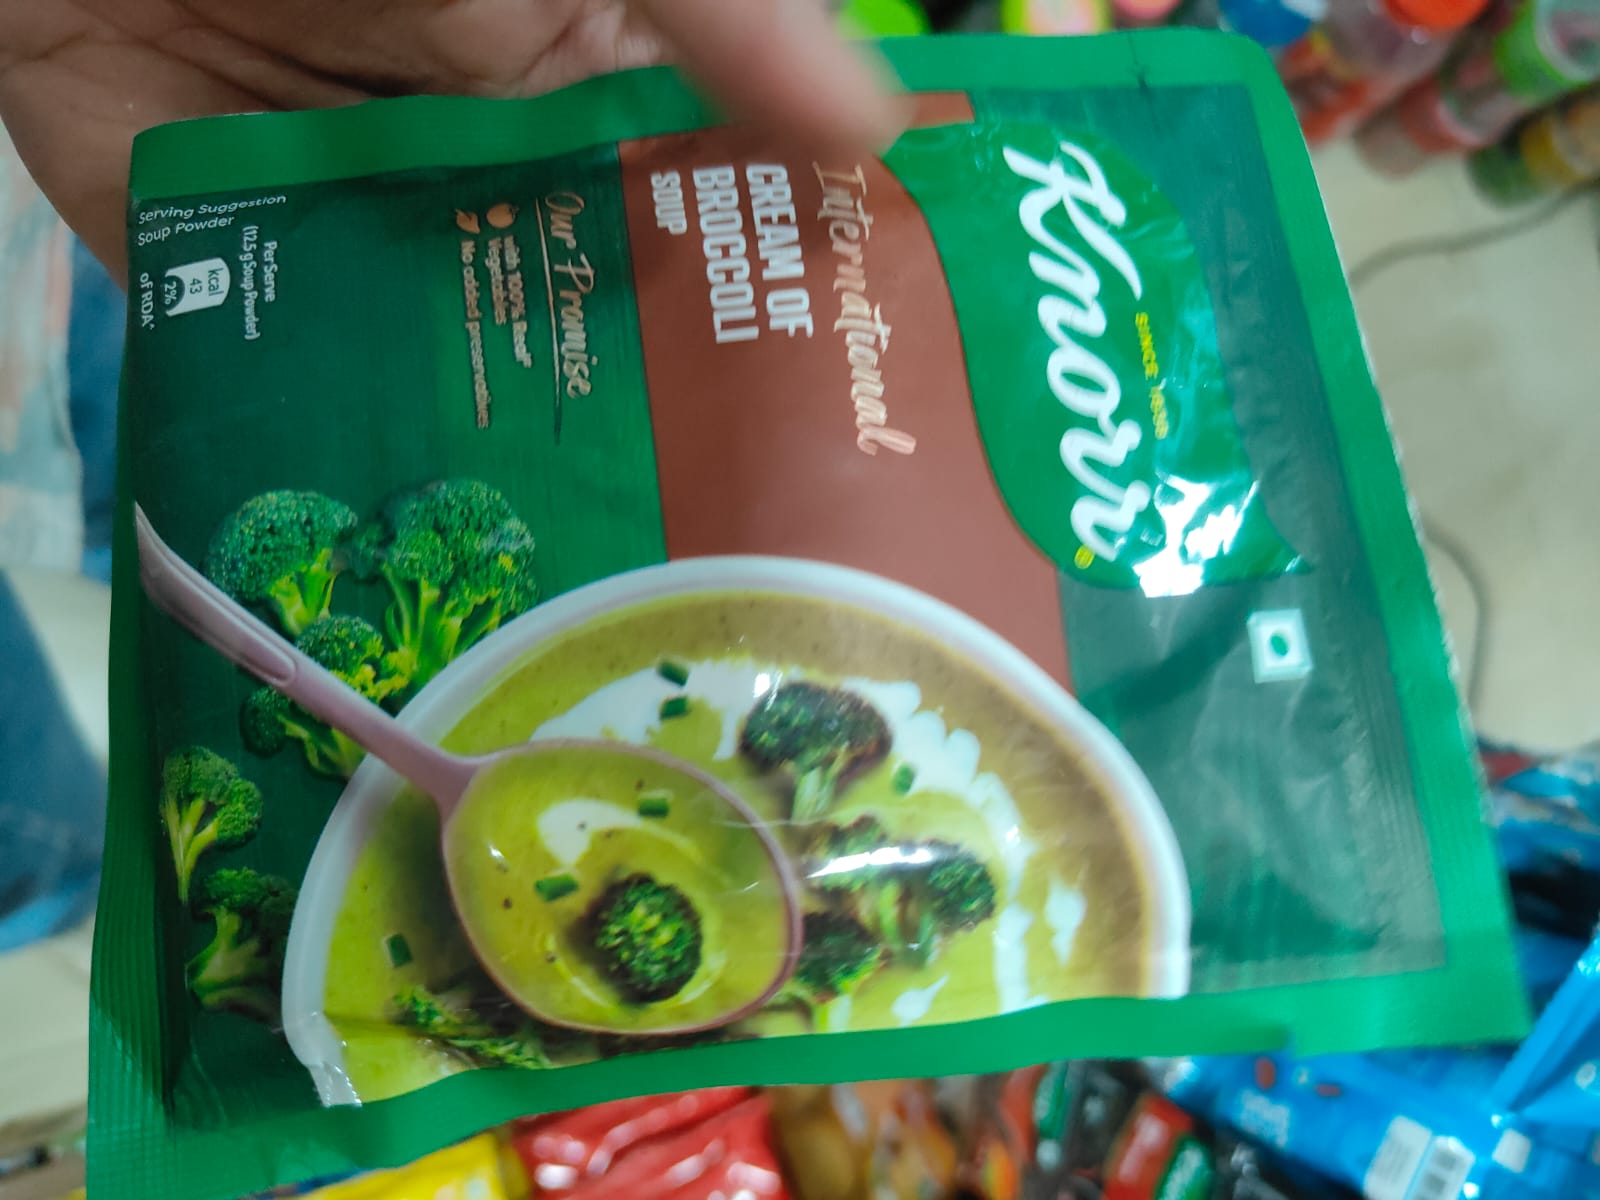 Knorr®
SINCE 1838
International
CREAM OF
BROCCOLI
SOUP
Our Promise
with 100% Real**
Vegetables
No added preservatives
Per Serve
(12.5 g Soup Powder)
kcal
43
2%
of RDA^
Serving Suggestion
Soup Powder